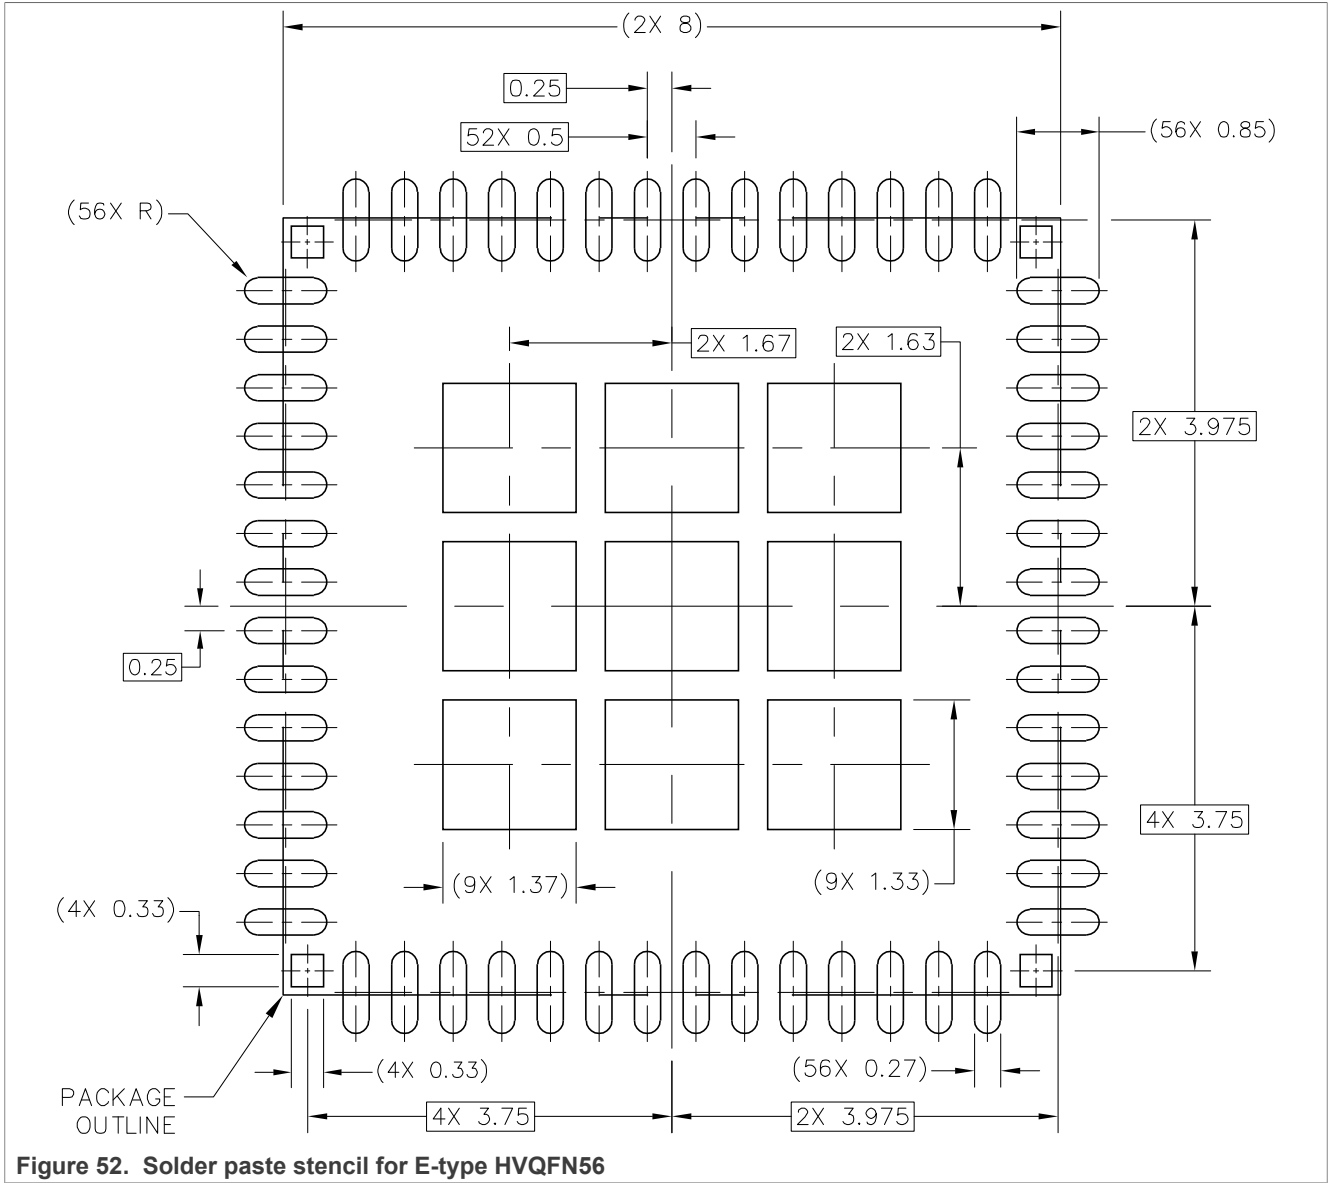 (2X 8)
0.25
52X 0.5
(56X 0.85)
(56X R)
2X 1.67
2X 1.63
2X 3.975
0.25
4X 3.75
(9X 1.37)
(9X 1.33)
(4X 0.33)
(4X 0.33)
(56X 0.27)
PACKAGE
OUTLINE
4X 3.75
2X 3.975
Figure 52. Solder paste stencil for E-type HVQFN56